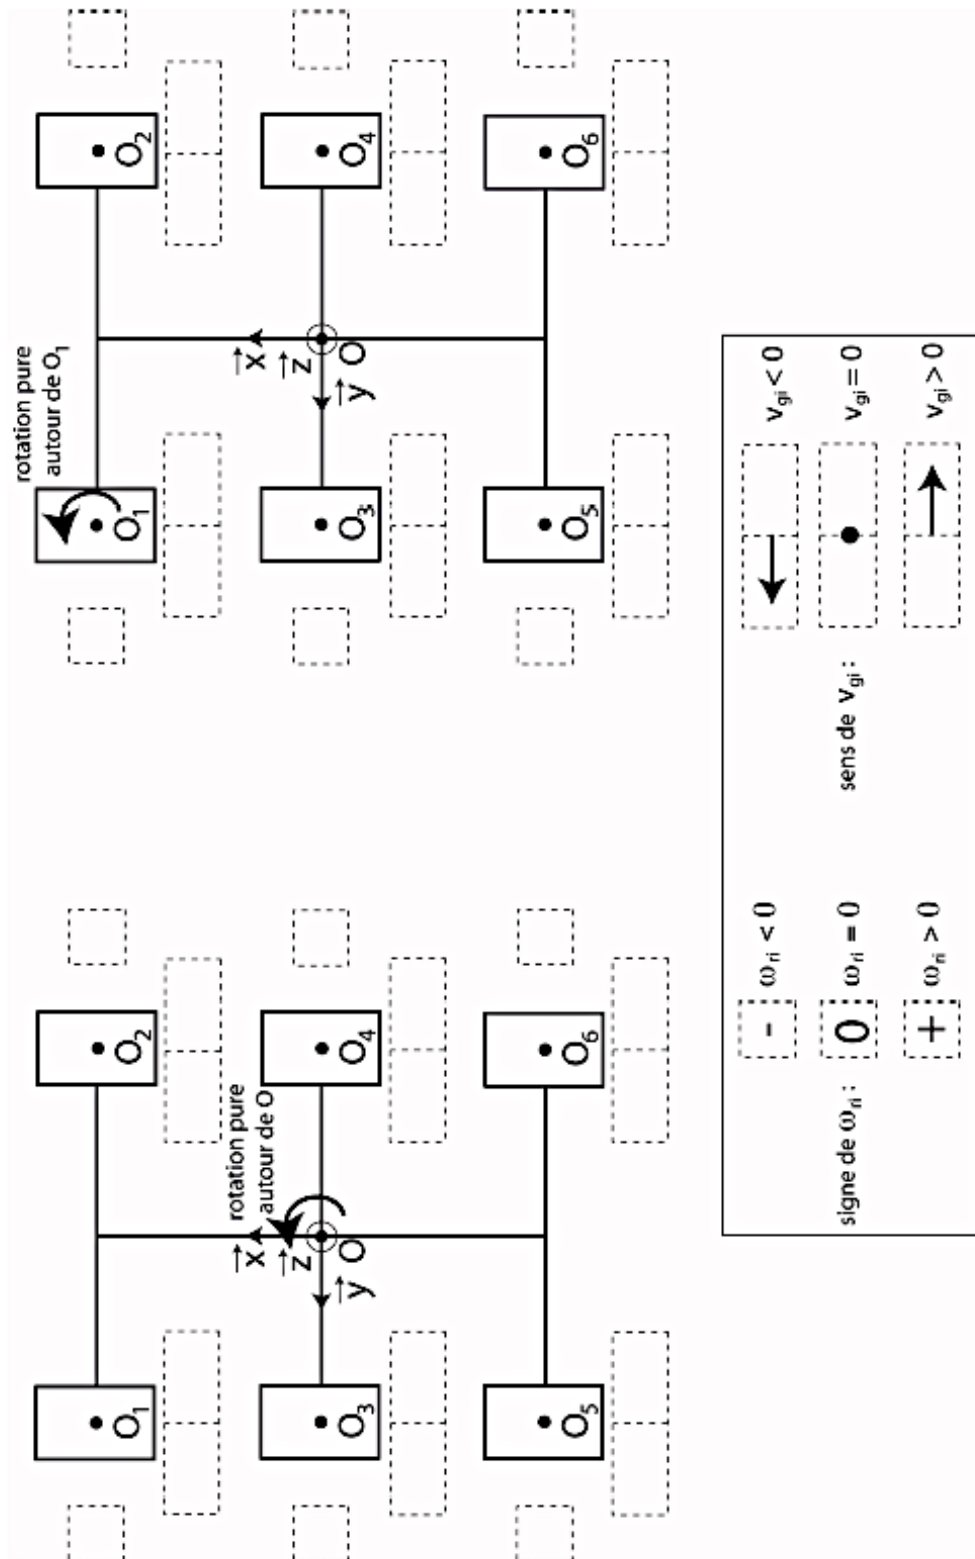 rotation pure
autour de O
O₁
O₂
x⃗
z⃗
y⃗
O
O₃
O₄
O₅
O₆
rotation pure
autour de O₁
O₁
O₂
x⃗
z⃗
y⃗
O
O₃
O₄
O₅
O₆
signe de ωri :
- ωri < 0
0 ωri = 0
+ ωri > 0
sens de Vgi :
Vgi < 0
Vgi = 0
Vgi > 0